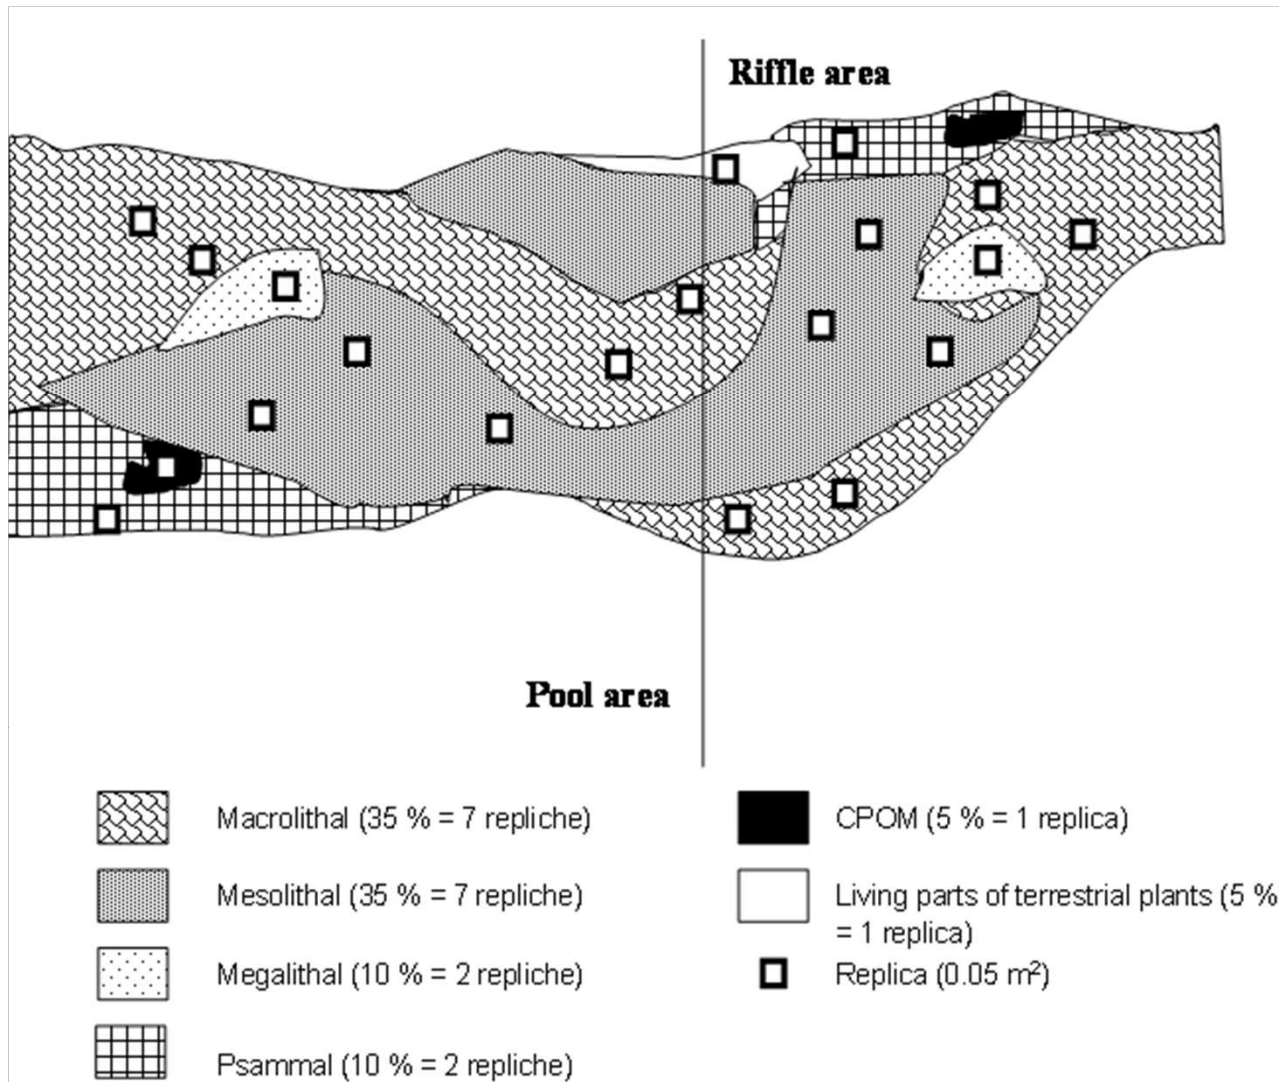 Riffle area
Pool area
Macrolithal (35 % = 7 repliche)
Mesolithal (35 % = 7 repliche)
Megalithal (10 % = 2 repliche)
Psammal (10 % = 2 repliche)
CPOM (5 % = 1 replica)
Living parts of terrestrial plants (5 %
= 1 replica)
Replica (0.05 m²)